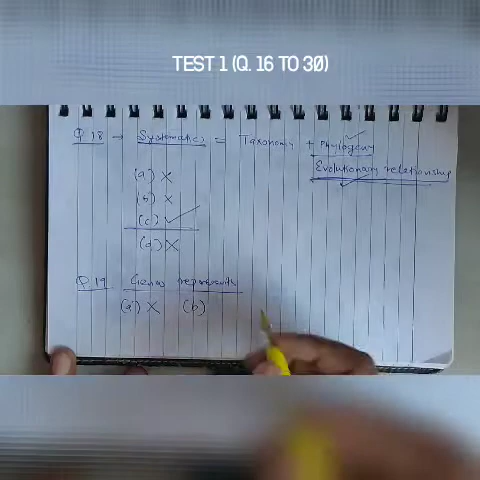 TEST 1 (Q. 16 TO 30)
Q.18 → Systematics = Taxonomy + Phylogeny
Evolutionary relationship
(a) X
(b) X
(c) ✓
(d) X
Q.19. Genus represents
(a) X (b)